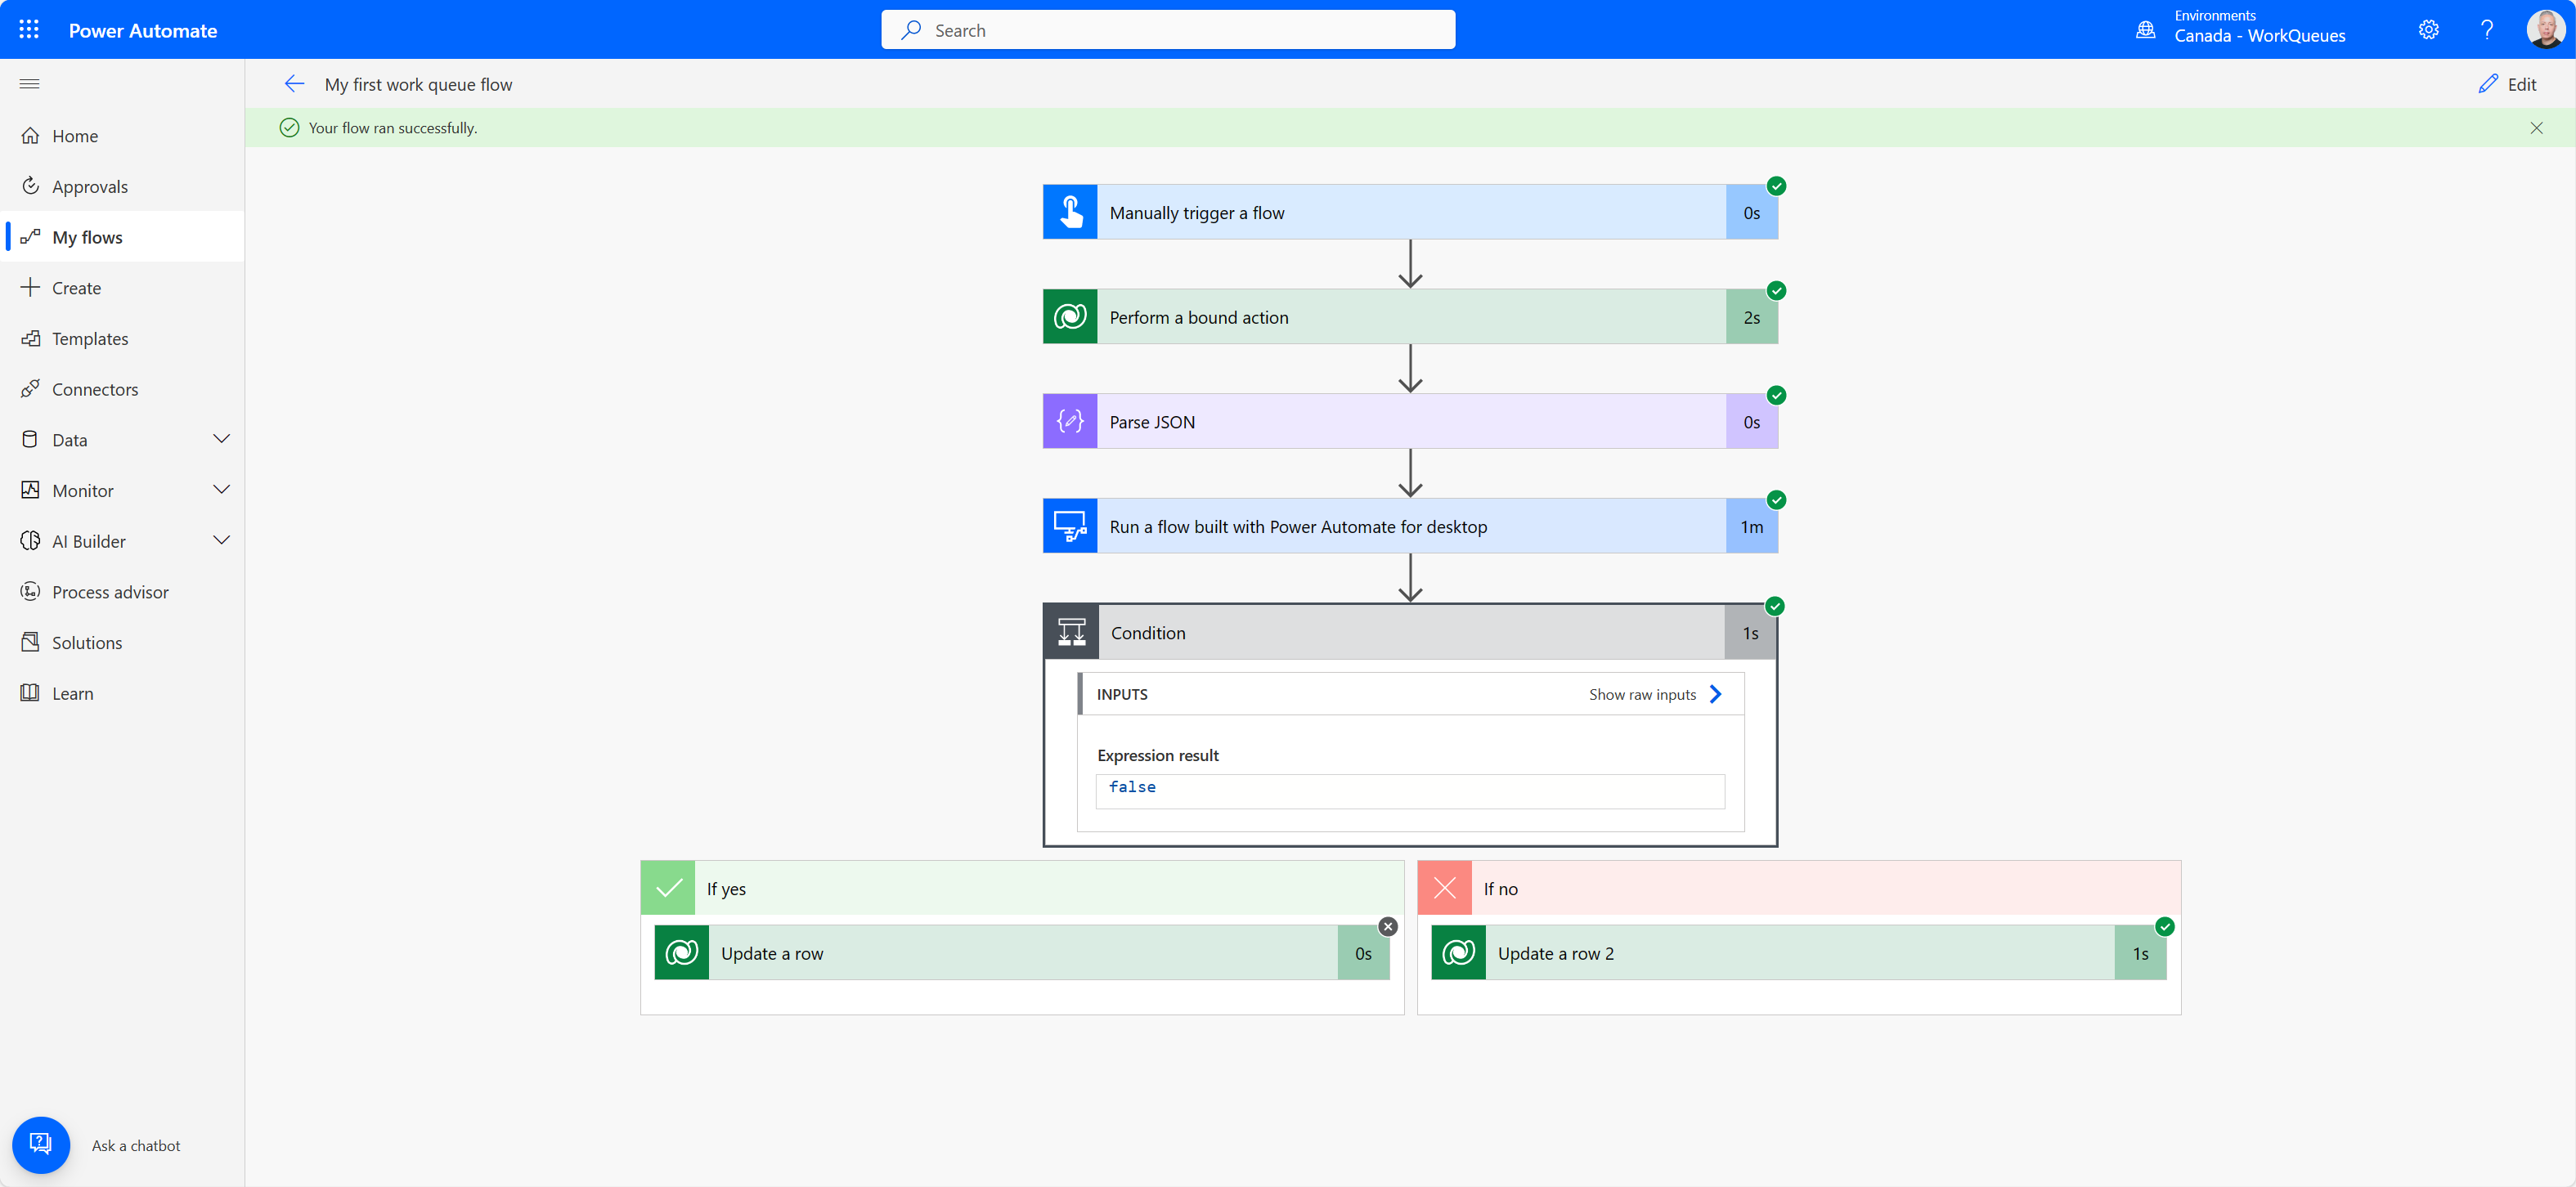 Power Automate
Search
Environments
Canada - WorkQueues
My first work queue flow
Edit
Your flow ran successfully.
Home
Approvals
My flows
Create
Templates
Connectors
Data
Monitor
AI Builder
Process advisor
Solutions
Learn
Ask a chatbot
Manually trigger a flow
0s
Perform a bound action
2s
Parse JSON
0s
Run a flow built with Power Automate for desktop
1m
Condition
1s
INPUTS
Show raw inputs
Expression result
false
If yes
Update a row
0s
If no
Update a row 2
1s